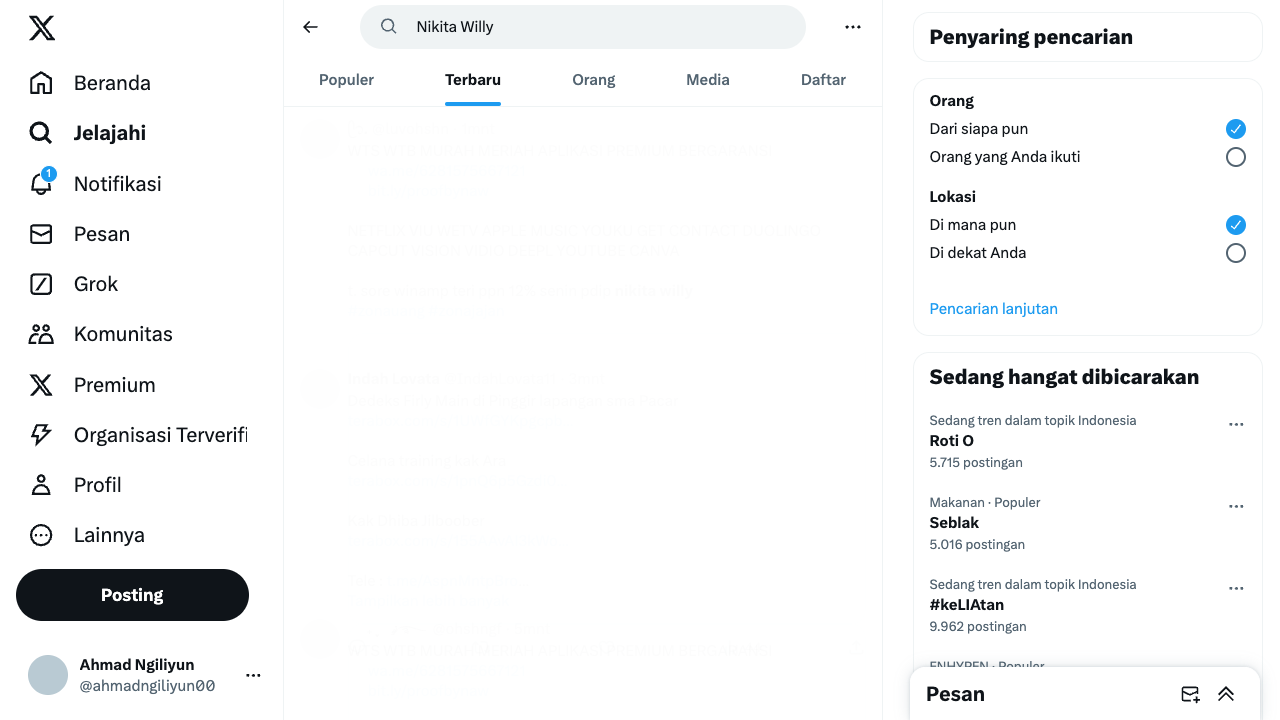 Beranda
Jelajahi
1
Notifikasi
Pesan
Grok
Komunitas
Premium
Organisasi Terverifi
Profil
Lainnya
Posting
Ahmad Ngiliyun
@ahmadngiliyun00
Nikita Willy
Populer
Terbaru
Orang
Media
Daftar
Penyaring pencarian
Orang
Dari siapa pun
Orang yang Anda ikuti
Lokasi
Di mana pun
Di dekat Anda
Pencarian lanjutan
Sedang hangat dibicarakan
Sedang tren dalam topik Indonesia
Roti O
5.715 postingan
Makanan · Populer
Seblak
5.016 postingan
Sedang tren dalam topik Indonesia
#keLIAtan
9.962 postingan
ENHYPEN · Populer
Pesan